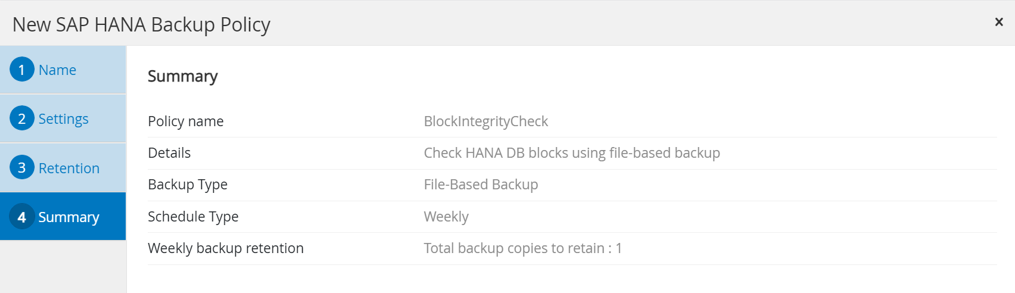 New SAP HANA Backup Policy ×
1 Name
2 Settings
3 Retention
4 Summary
Summary
Policy name BlockIntegrityCheck
Details Check HANA DB blocks using file-based backup
Backup Type File-Based Backup
Schedule Type Weekly
Weekly backup retention Total backup copies to retain : 1